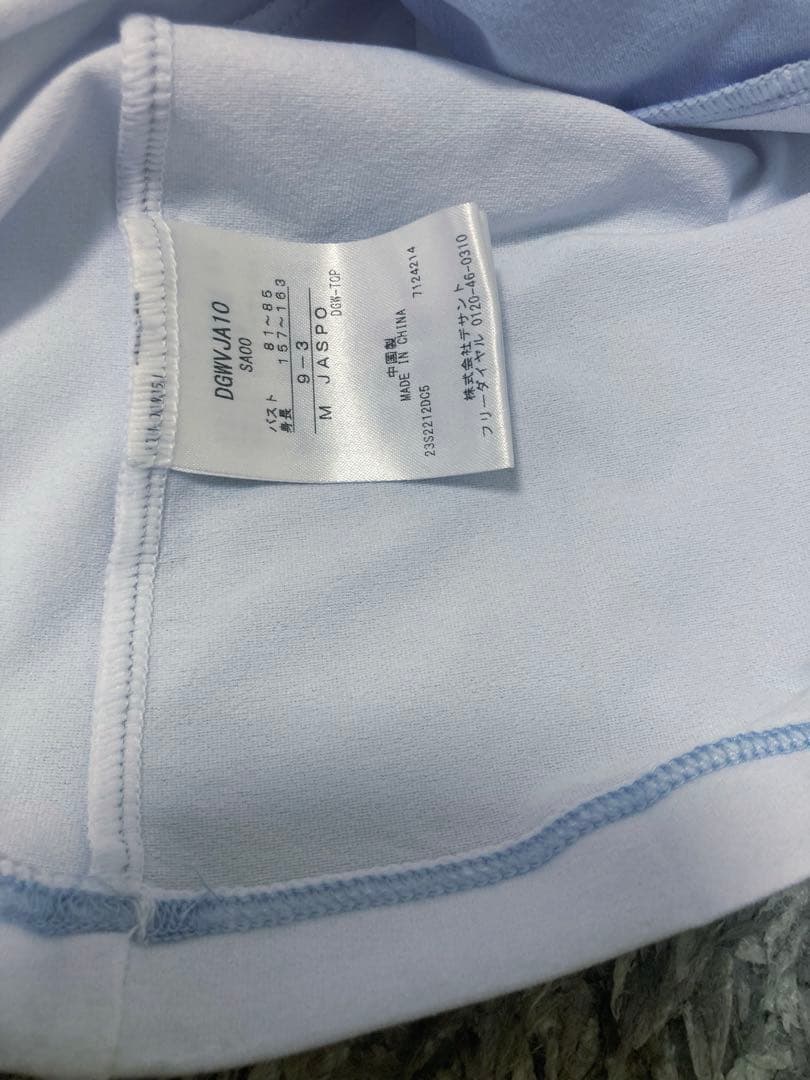 DGWVJA10
SA00
バスト 81～85
身長 157～163
9－3
M JASPO
DGW-TOP
中国製
MADE IN CHINA
23S2212DC5 7124214
株式会社デサント
フリーダイヤル 0120-46-0310